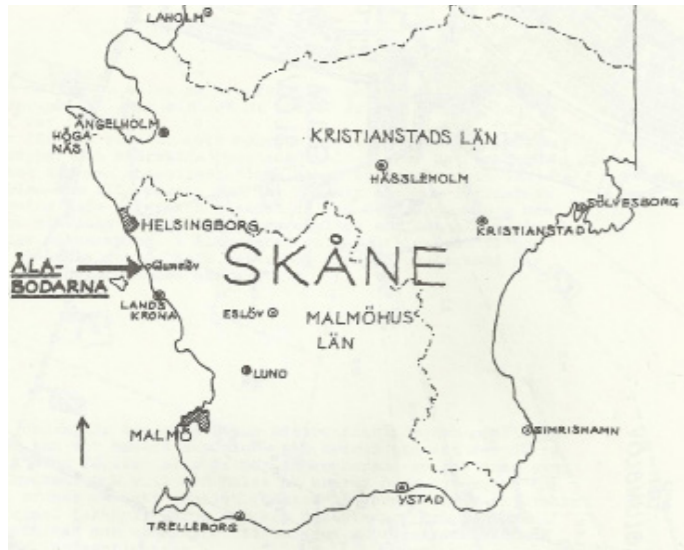 LAHOLM
ÄNGELHOLM
HÖGA-
NÄS
KRISTIANSTADS LÄN
HÄSSLEHOLM
SÖLVESBORG
HELSINGBORG
KRISTIANSTAD
SKÅNE
ÅLA-
BODARNA
LANDS
KRONA
ESLÖV
MALMÖHUS
LÄN
LUND
MALMÖ
SIMRISHAMN
YSTAD
TRELLEBORG